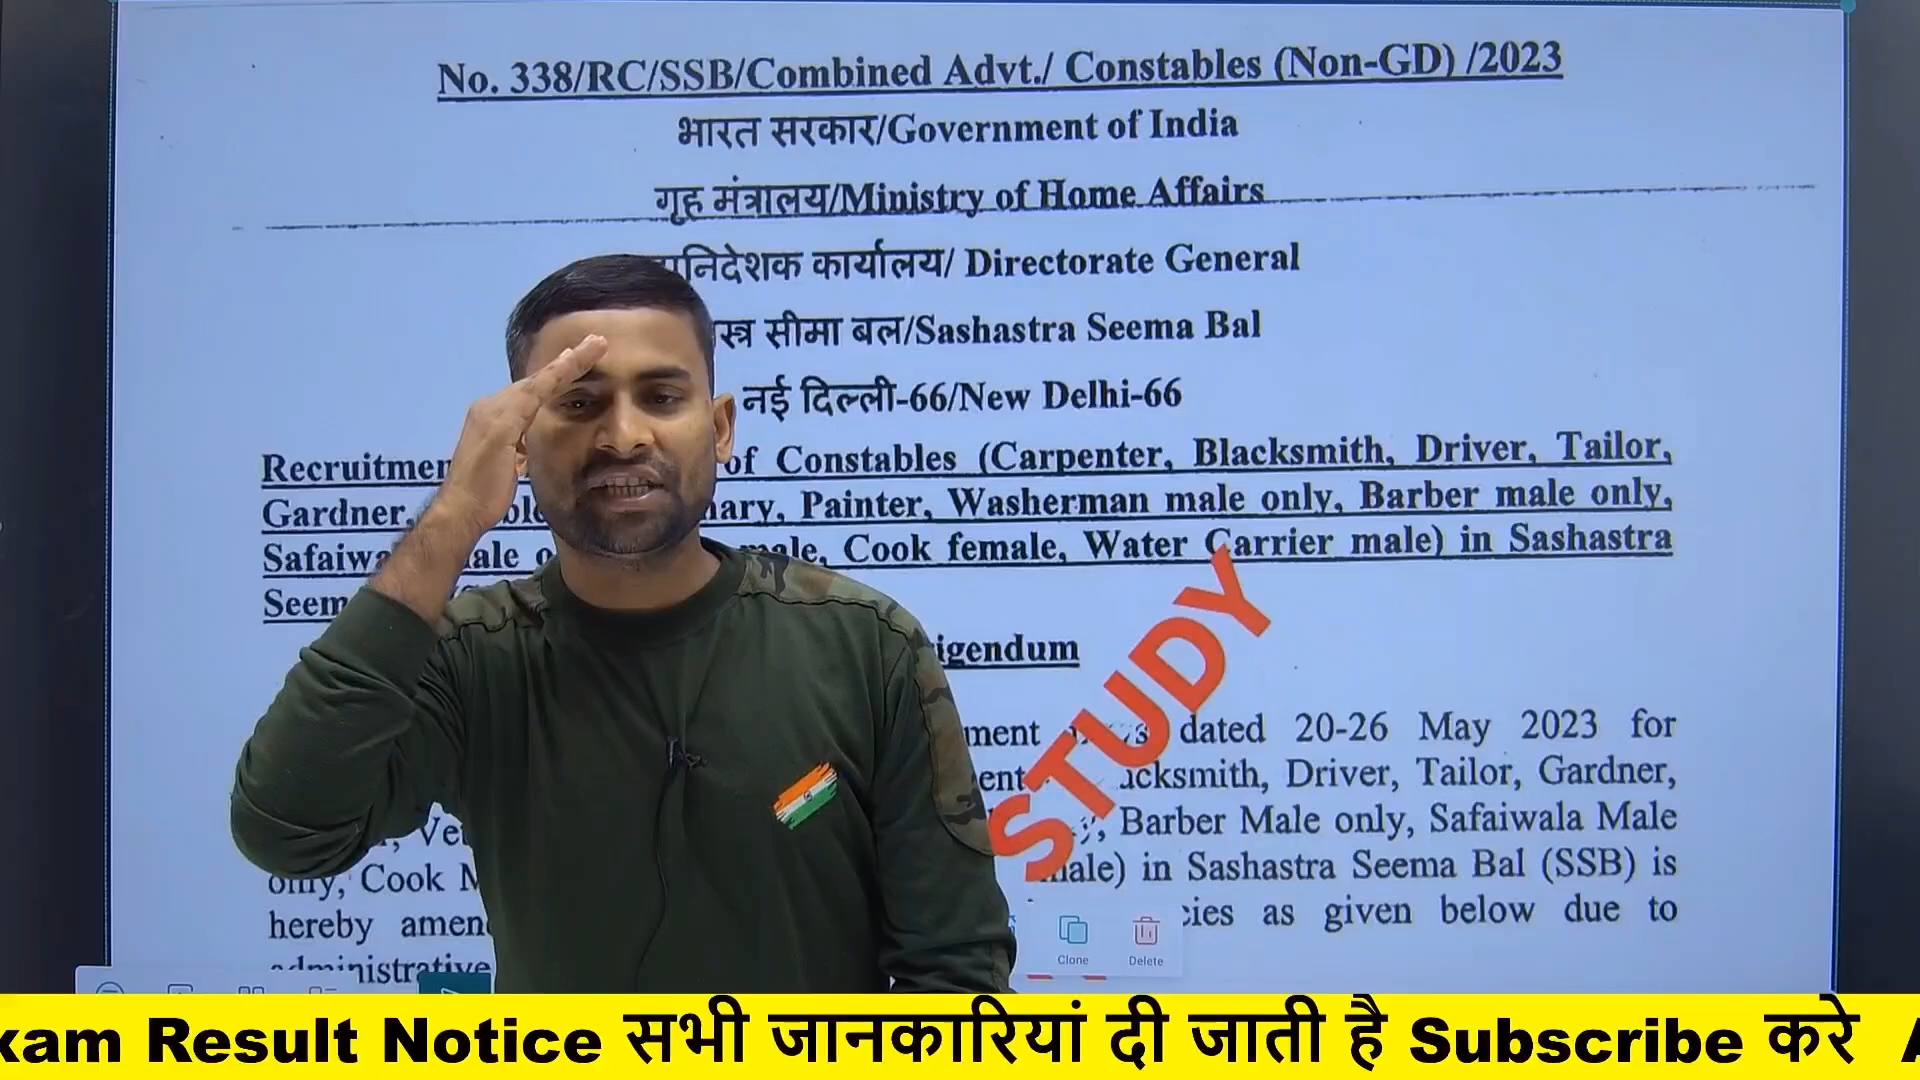 No. 338/RC/SSB/Combined Advt./ Constables (Non-GD) /2023
भारत सरकार/Government of India
गृह मंत्रालय/Ministry of Home Affairs
निदेशक कार्यालय/ Directorate General
सीमा बल/Sashastra Seema Bal
नई दिल्ली-66/New Delhi-66
of Constables (Carpenter, Blacksmith, Driver, Tailor,
Gardner, Painter, Washerman male only, Barber male only,
male, Cook female, Water Carrier male) in Sashastra
STUDY
dated 20-26 May 2023 for
Driver, Tailor, Gardner,
Barber Male only, Safaiwala Male
only, Cook in Sashastra Seema Bal (SSB) is
hereby as given below due to
administrative
Clone
Delete
Result Notice सभी जानकारियां दी जाती है Subscribe करे